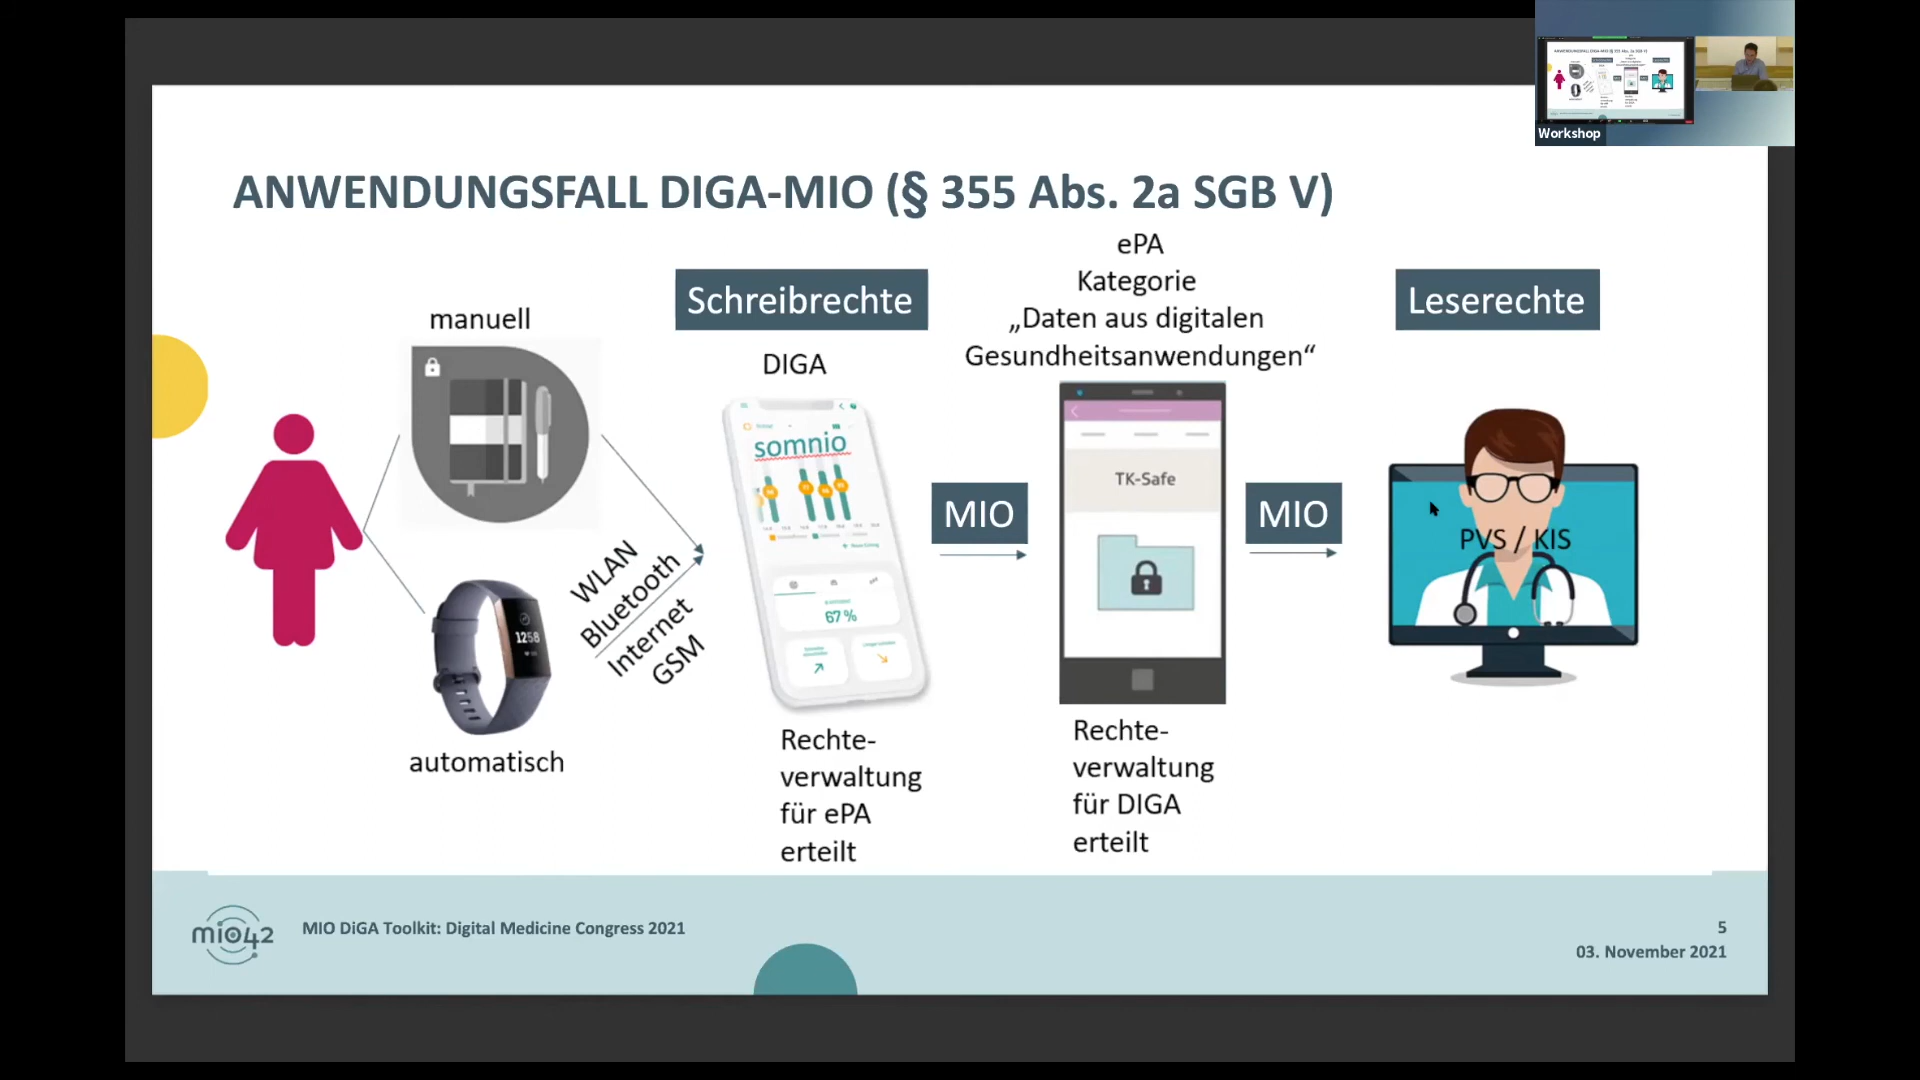 Workshop
ANWENDUNGSFALL DIGA-MIO (§ 355 Abs. 2a SGB V)
manuell
automatisch
WLAN
Bluetooth
Internet
GSM
Schreibrechte
DIGA
somnio
67 %
Rechte-
verwaltung
für ePA
erteilt
MIO
ePA
Kategorie
„Daten aus digitalen
Gesundheitsanwendungen“
TK-Safe
Rechte-
verwaltung
für DIGA
erteilt
MIO
Leserechte
PVS / KIS
1258
mio42
MIO DiGA Toolkit: Digital Medicine Congress 2021
5
03. November 2021